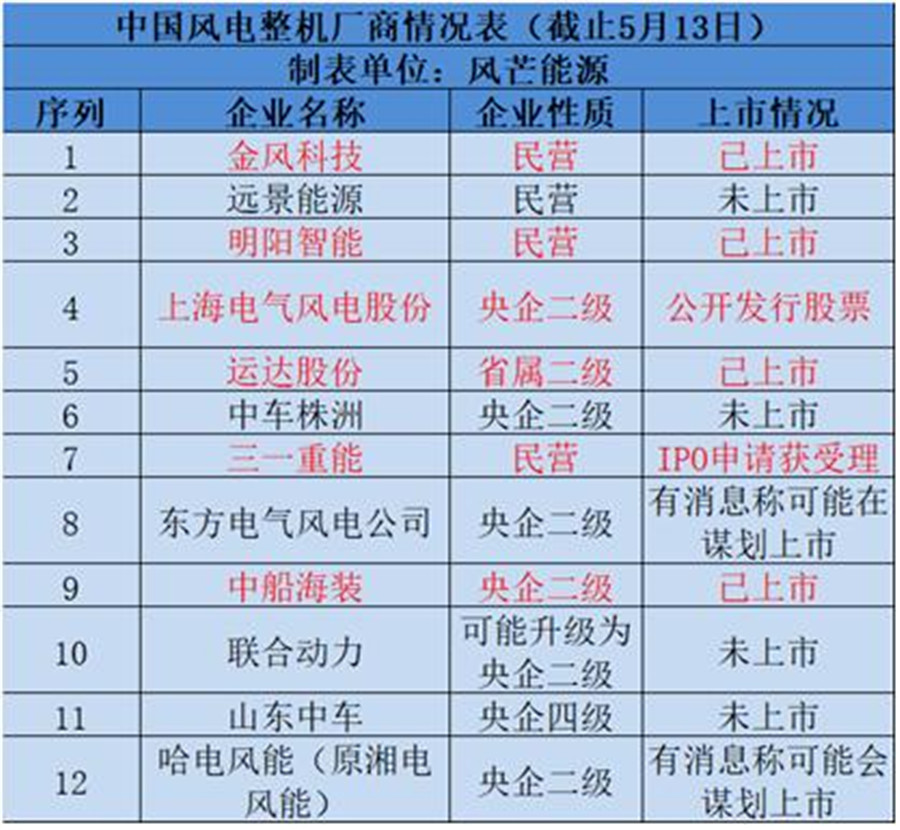 中国风电整机厂商情况表（截止5月13日）
制表单位：风芒能源
序列 企业名称 企业性质 上市情况
1 金风科技 民营 已上市
2 远景能源 民营 未上市
3 明阳智能 民营 已上市
4 上海电气风电股份 央企二级 公开发行股票
5 运达股份 省属二级 已上市
6 中车株洲 央企二级 未上市
7 三一重能 民营 IPO申请获受理
8 东方电气风电公司 央企二级 有消息称可能在
谋划上市
9 中船海装 央企二级 已上市
10 联合动力 可能升级为
央企二级 未上市
11 山东中车 央企四级 未上市
12 哈电风能（原湘电
风能） 央企二级 有消息称可能会
谋划上市